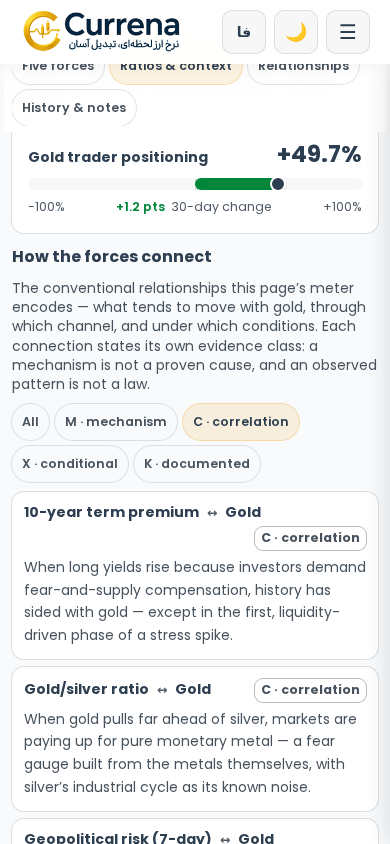 Currena
نرخ ارز لحظه‌ای، تبدیل آسان
فا
Five forces Ratios & context Relationships
History & notes
Gold trader positioning +49.7%
-100% +1.2 pts 30-day change +100%
How the forces connect
The conventional relationships this page’s meter
encodes — what tends to move with gold, through
which channel, and under which conditions. Each
connection states its own evidence class: a
mechanism is not a proven cause, and an observed
pattern is not a law.
All M · mechanism C · correlation
X · conditional K · documented
10-year term premium ↔ Gold
C · correlation
When long yields rise because investors demand
fear-and-supply compensation, history has
sided with gold — except in the first, liquidity-
driven phase of a stress spike.
Gold/silver ratio ↔ Gold C · correlation
When gold pulls far ahead of silver, markets are
paying up for pure monetary metal — a fear
gauge built from the metals themselves, with
silver’s industrial cycle as its known noise.
Geopolitical risk (7-day) ↔ Gold